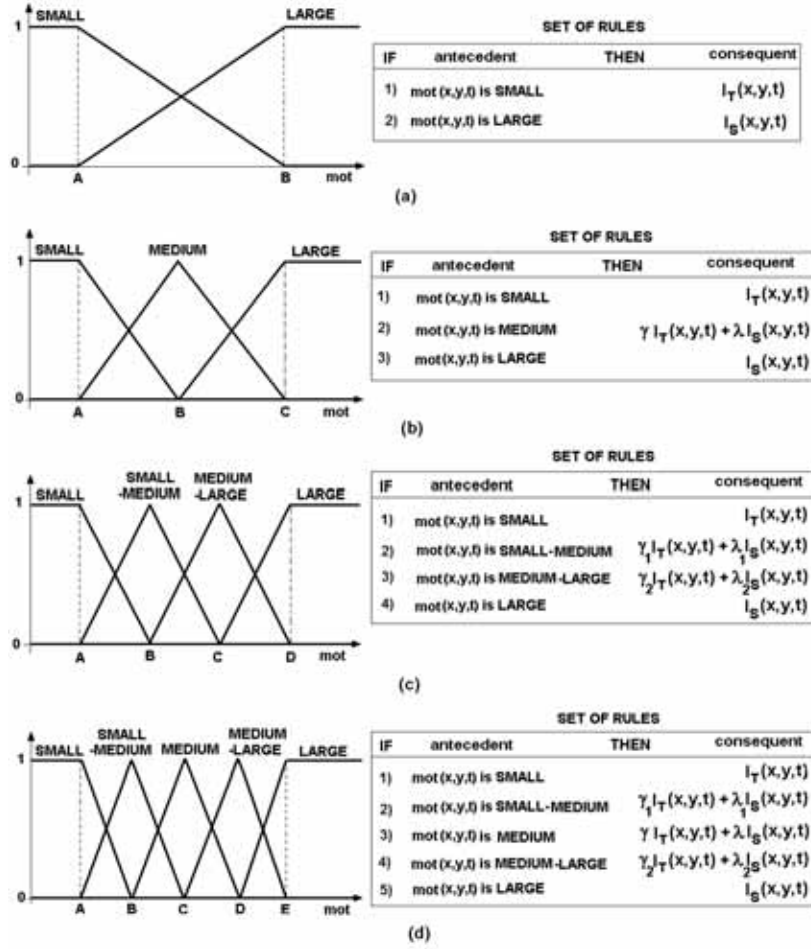 SMALL LARGE
1
0
A B mot
SET OF RULES
IF antecedent THEN consequent
1) mot(x,y,t) is SMALL I_T(x,y,t)
2) mot(x,y,t) is LARGE I_S(x,y,t)
(a)
SMALL MEDIUM LARGE
1
0
A B C mot
SET OF RULES
IF antecedent THEN consequent
1) mot(x,y,t) is SMALL I_T(x,y,t)
2) mot(x,y,t) is MEDIUM γ I_T(x,y,t) + λ I_S(x,y,t)
3) mot(x,y,t) is LARGE I_S(x,y,t)
(b)
SMALL MEDIUM
SMALL -MEDIUM -LARGE LARGE
1
0
A B C D mot
SET OF RULES
IF antecedent THEN consequent
1) mot(x,y,t) is SMALL I_T(x,y,t)
2) mot(x,y,t) is SMALL-MEDIUM γ_1 I_T(x,y,t) + λ_1 I_S(x,y,t)
3) mot(x,y,t) is MEDIUM-LARGE γ_2 I_T(x,y,t) + λ_2 I_S(x,y,t)
4) mot(x,y,t) is LARGE I_S(x,y,t)
(c)
SMALL MEDIUM
SMALL -MEDIUM MEDIUM -LARGE LARGE
1
0
A B C D E mot
SET OF RULES
IF antecedent THEN consequent
1) mot(x,y,t) is SMALL I_T(x,y,t)
2) mot(x,y,t) is SMALL-MEDIUM γ_1 I_T(x,y,t) + λ_1 I_S(x,y,t)
3) mot(x,y,t) is MEDIUM γ I_T(x,y,t) + λ I_S(x,y,t)
4) mot(x,y,t) is MEDIUM-LARGE γ_2 I_T(x,y,t) + λ_2 I_S(x,y,t)
5) mot(x,y,t) is LARGE I_S(x,y,t)
(d)